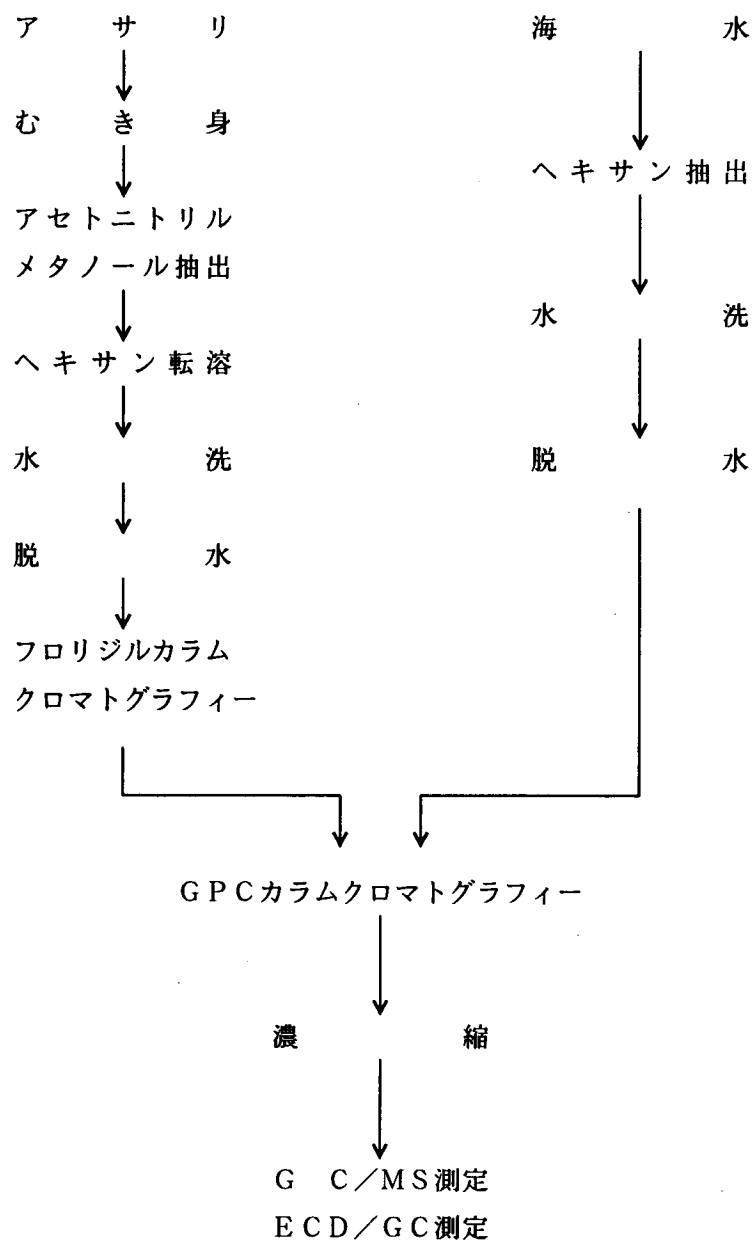 アサリ
むき身
アセトニトリル
メタノール抽出
ヘキサン転溶
水洗
脱水
フロリジルカラム
クロマトグラフィー
海水
ヘキサン抽出
水洗
脱水
GPCカラムクロマトグラフィー
濃縮
GC/MS測定
ECD/GC測定